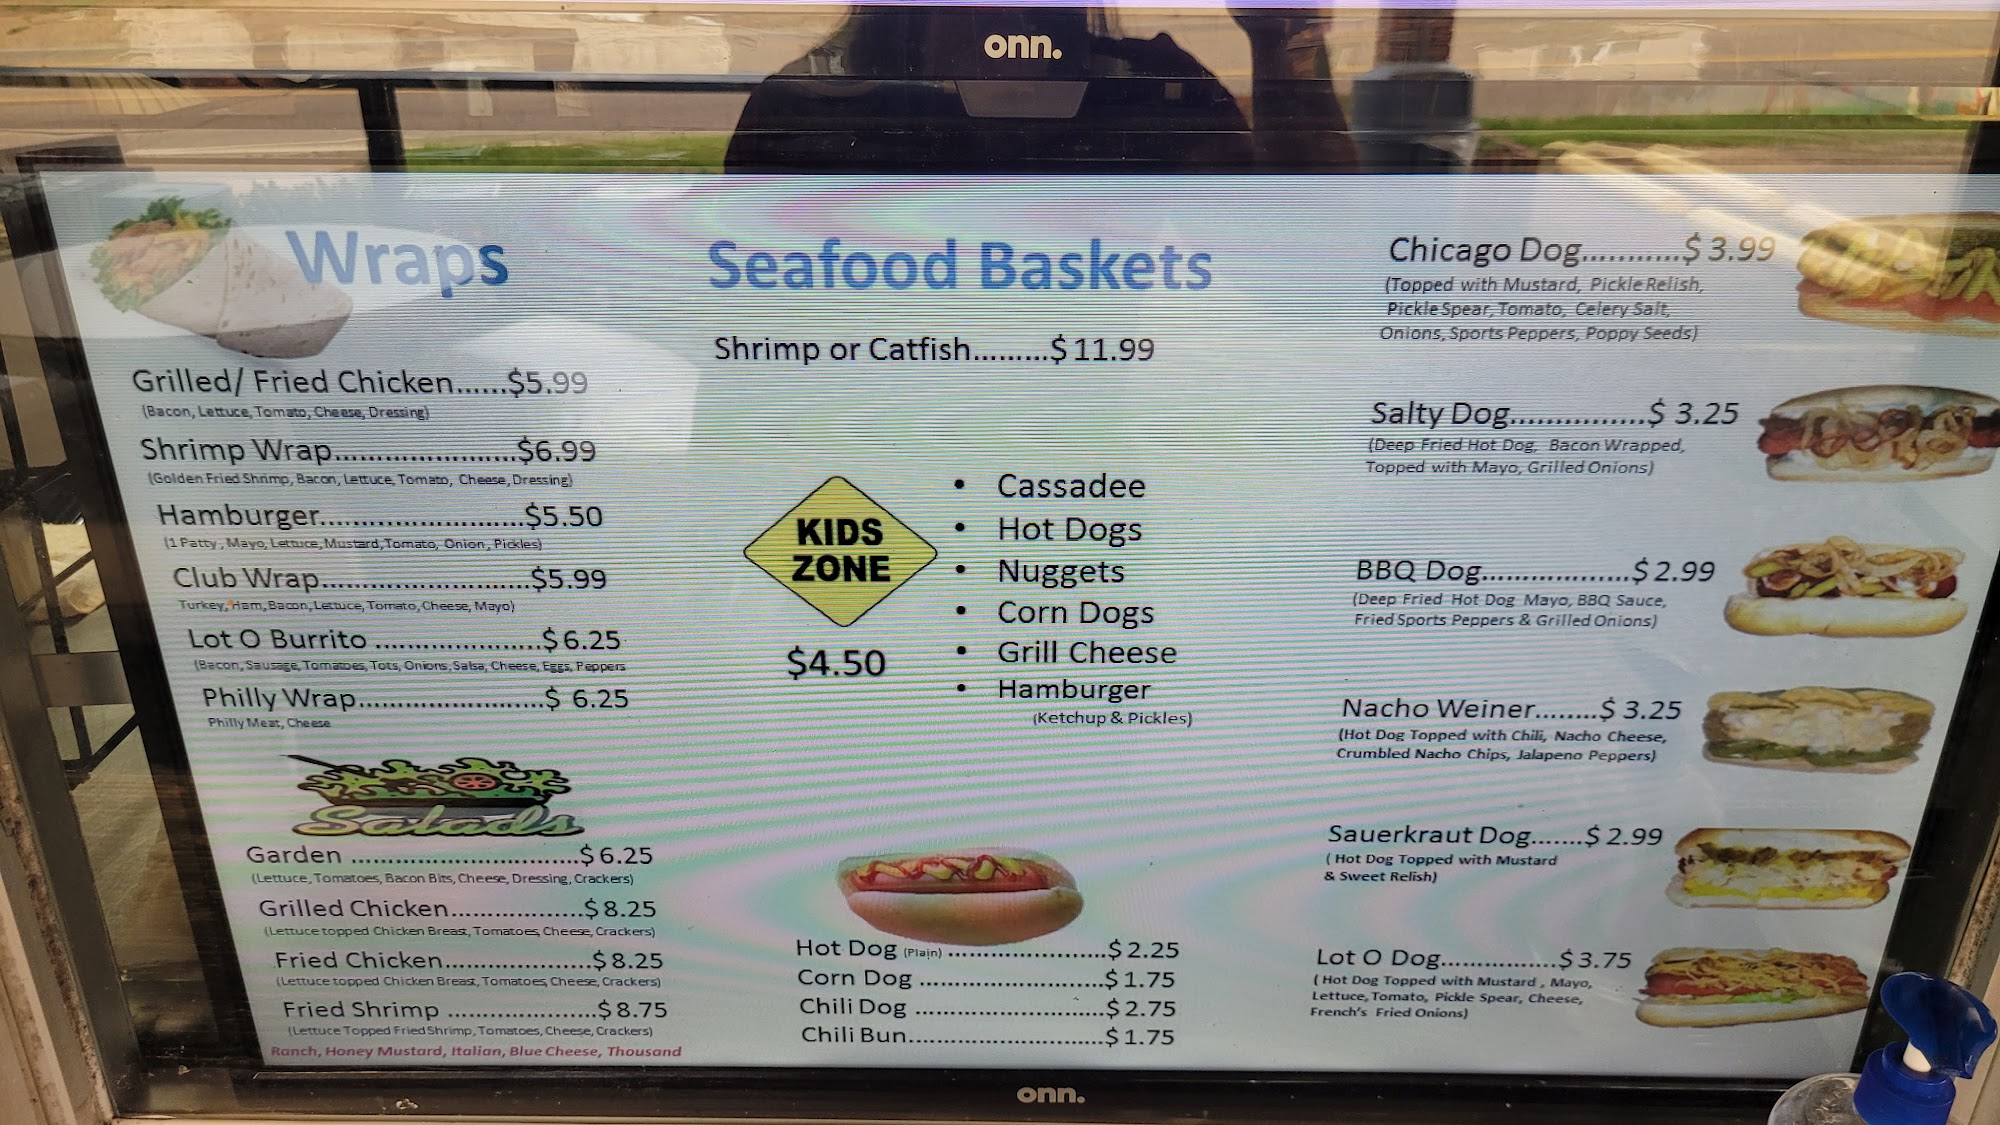 onn.
Wraps
Grilled/ Fried Chicken......$5.99
(Bacon, Lettuce, Tomato, Cheese, Dressing)
Shrimp Wrap.......................$6.99
(Golden Fried Shrimp, Bacon, Lettuce, Tomato, Cheese, Dressing)
Hamburger..........................$5.50
(1 Patty, Mayo, Lettuce, Mustard, Tomato, Onion, Pickles)
Club Wrap...........................$5.99
Turkey, Ham, Bacon, Lettuce, Tomato, Cheese, Mayo)
Lot O Burrito ......................$ 6.25
(Bacon, Sausage, Tomatoes, Tots, Onions, Salsa, Cheese, Eggs, Peppers
Philly Wrap........................$ 6.25
Philly Meat, Cheese
Salads
Garden ..............................$ 6.25
(Lettuce, Tomatoes, Bacon Bits, Cheese, Dressing, Crackers)
Grilled Chicken.................$ 8.25
(Lettuce topped Chicken Breast, Tomatoes, Cheese, Crackers)
Fried Chicken...................$ 8.25
(Lettuce topped Chicken Breast, Tomatoes, Cheese, Crackers)
Fried Shrimp ....................$ 8.75
(Lettuce Topped Fried Shrimp, Tomatoes, Cheese, Crackers)
Ranch, Honey Mustard, Italian, Blue Cheese, Thousand
Seafood Baskets
Shrimp or Catfish.........$ 11.99
KIDS
ZONE
$4.50
• Cassadee
• Hot Dogs
• Nuggets
• Corn Dogs
• Grill Cheese
• Hamburger
(Ketchup & Pickles)
Hot Dog (Plain) .......................$ 2.25
Corn Dog ...........................$ 1.75
Chili Dog ...........................$ 2.75
Chili Bun............................$ 1.75
Chicago Dog............$ 3.99
(Topped with Mustard, Pickle Relish,
Pickle Spear, Tomato, Celery Salt,
Onions, Sports Peppers, Poppy Seeds)
Salty Dog................$ 3.25
(Deep Fried Hot Dog, Bacon Wrapped,
Topped with Mayo, Grilled Onions)
BBQ Dog...................$ 2.99
(Deep Fried Hot Dog Mayo, BBQ Sauce,
Fried Sports Peppers & Grilled Onions)
Nacho Weiner........$ 3.25
(Hot Dog Topped with Chili, Nacho Cheese,
Crumbled Nacho Chips, Jalapeno Peppers)
Sauerkraut Dog.......$ 2.99
( Hot Dog Topped with Mustard
& Sweet Relish)
Lot O Dog...............$ 3.75
( Hot Dog Topped with Mustard , Mayo,
Lettuce, Tomato, Pickle Spear, Cheese,
French's Fried Onions)
onn.